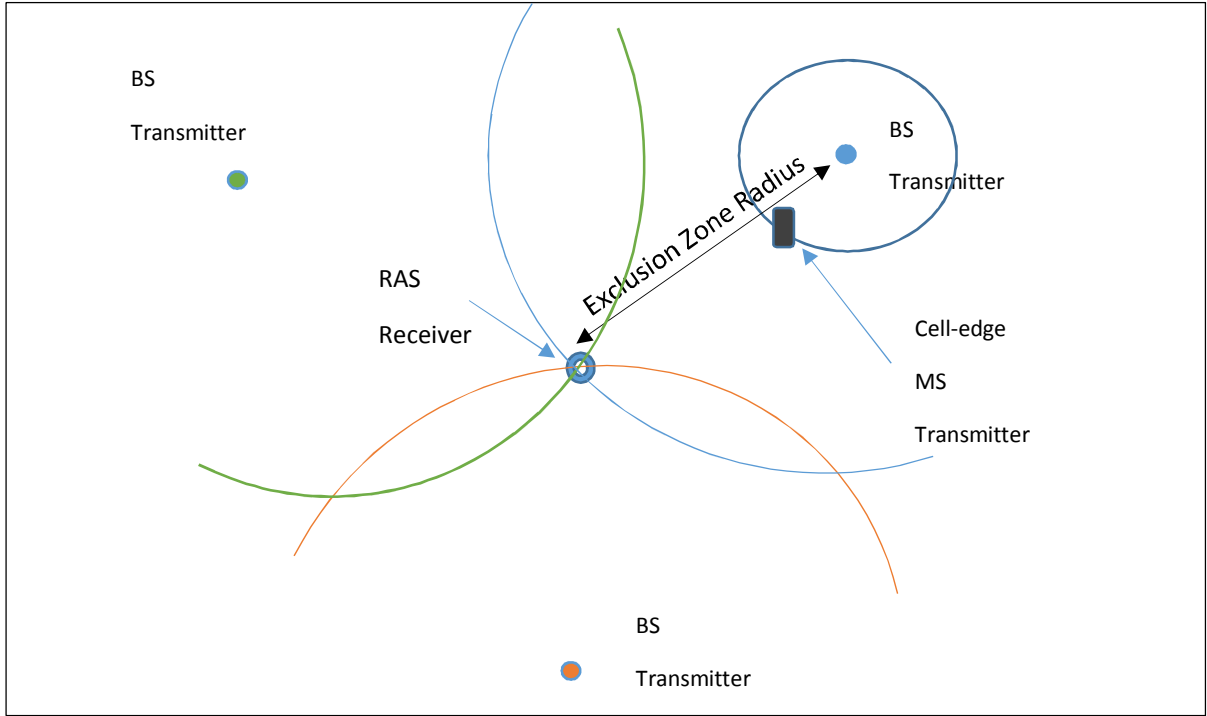 BS
Transmitter
BS
Transmitter
Exclusion Zone Radius
RAS
Receiver
Cell-edge
MS
Transmitter
BS
Transmitter